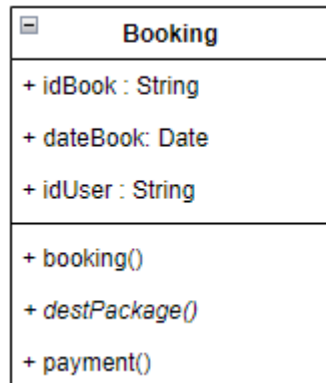 Booking
+ idBook : String
+ dateBook: Date
+ idUser : String
+ booking()
+ destPackage()
+ payment()